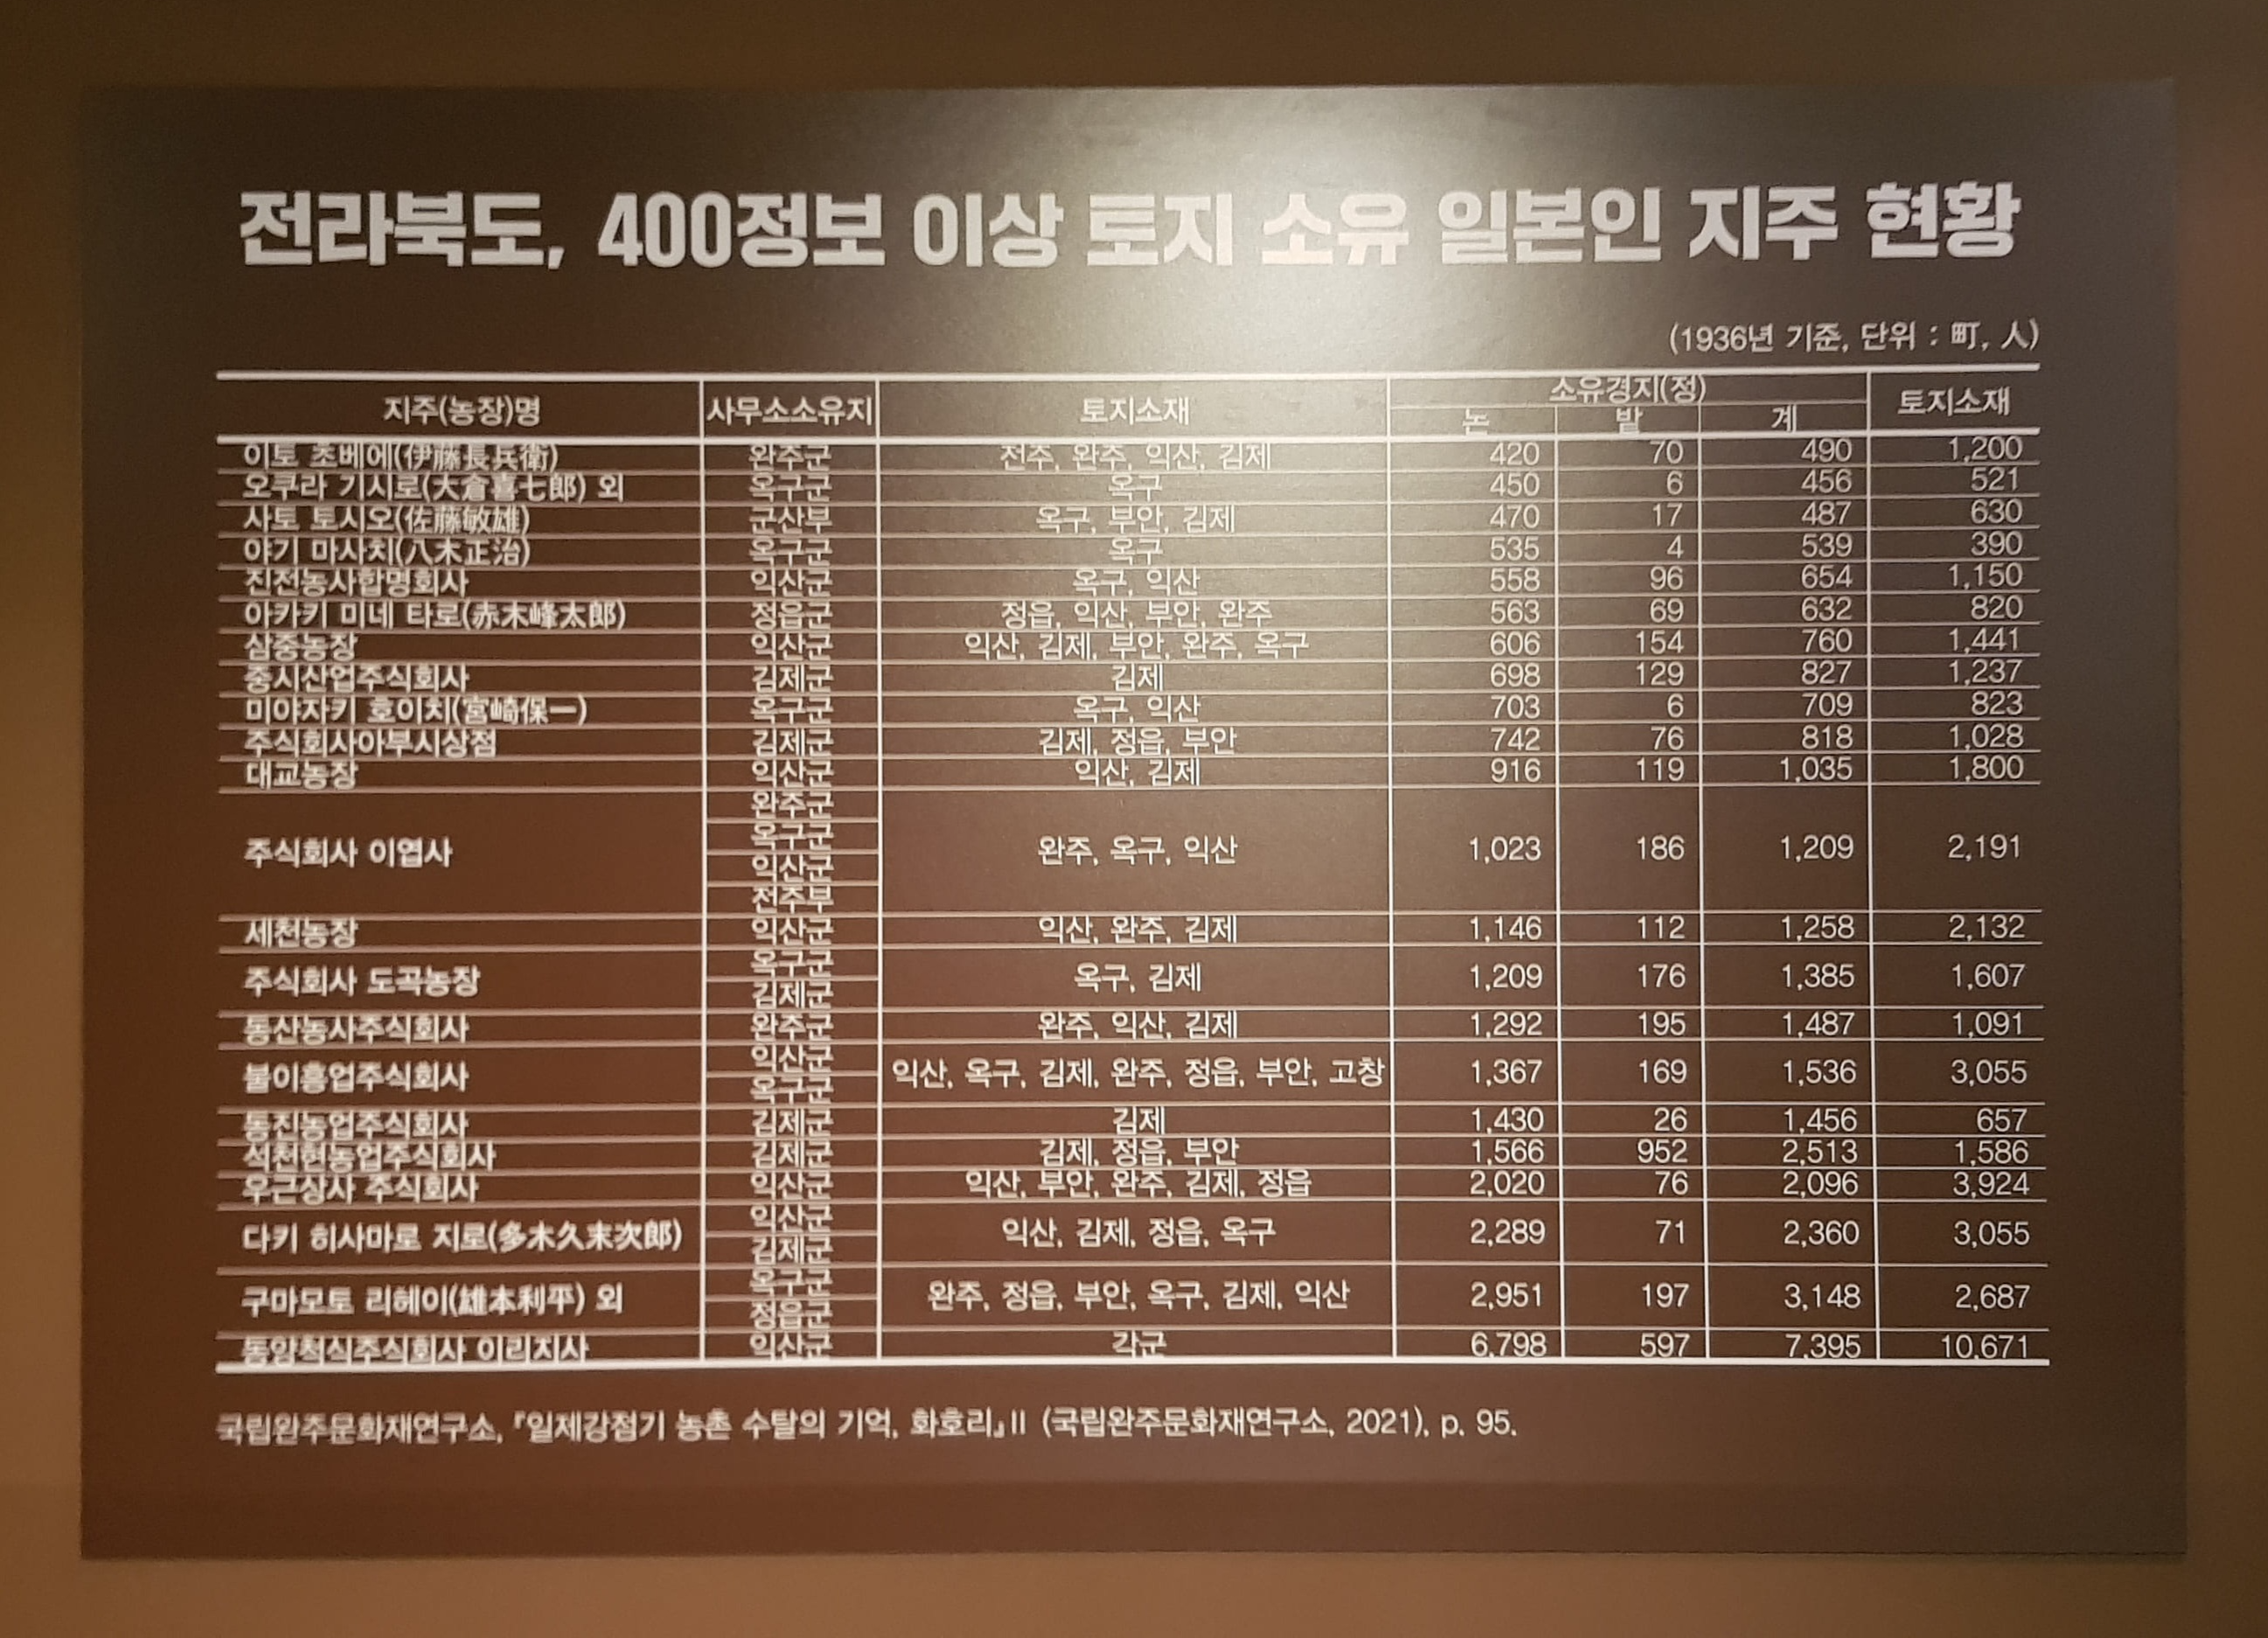 전라북도, 400정보 이상 토지 소유 일본인 지주 현황
(1936년 기준, 단위 : 町, 人)
지주(농장)명 사무소소유지 토지소재 소유경지(정) 토지소재
논 밭 계
이토 초베에(伊藤長兵衛) 완주군 전주, 완주, 익산, 김제 420 70 490 1,200
오쿠라 기시로(大倉喜七郎) 외 옥구군 옥구 450 6 456 521
사토 토시오(佐藤敏雄) 군산부 옥구, 부안, 김제 470 17 487 630
야기 마사치(八木正治) 옥구군 옥구 535 4 539 390
진전농사합명회사 익산군 옥구, 익산 558 96 654 1,150
아카키 미네 타로(赤木峰太郎) 정읍군 정읍, 익산, 부안, 완주 563 69 632 820
삼중농장 익산군 익산, 김제, 부안, 완주, 옥구 606 154 760 1,441
중시산업주식회사 김제군 김제 698 129 827 1,237
미야자키 호이치(宮崎保一) 옥구군 옥구, 익산 703 6 709 823
주식회사아부시상점 김제군 김제, 정읍, 부안 742 76 818 1,028
대교농장 익산군 익산, 김제 916 119 1,035 1,800
주식회사 이엽사 완주군 옥구군 익산군 전주부 완주, 옥구, 익산 1,023 186 1,209 2,191
세천농장 익산군 익산, 완주, 김제 1,146 112 1,258 2,132
주식회사 도곡농장 옥구군 김제군 옥구, 김제 1,209 176 1,385 1,607
동산농사주식회사 완주군 완주, 익산, 김제 1,292 195 1,487 1,091
불이흥업주식회사 익산군 옥구군 익산, 옥구, 김제, 완주, 정읍, 부안, 고창 1,367 169 1,536 3,055
동진농업주식회사 김제군 김제 1,430 26 1,456 657
석천현농업주식회사 김제군 김제, 정읍, 부안 1,566 952 2,513 1,586
우근상사 주식회사 익산군 익산, 부안, 완주, 김제, 정읍 2,020 76 2,096 3,924
다키 히사마로 지로(多木久末次郎) 익산군 김제군 익산, 김제, 정읍, 옥구 2,289 71 2,360 3,055
구마모토 리헤이(雄本利平) 외 옥구군 정읍군 완주, 정읍, 부안, 옥구, 김제, 익산 2,951 197 3,148 2,687
동양척식주식회사 이리지사 익산군 각군 6,798 597 7,395 10,671
국립완주문화재연구소, 『일제강점기 농촌 수탈의 기억, 화호리』Ⅱ (국립완주문화재연구소, 2021), p. 95.